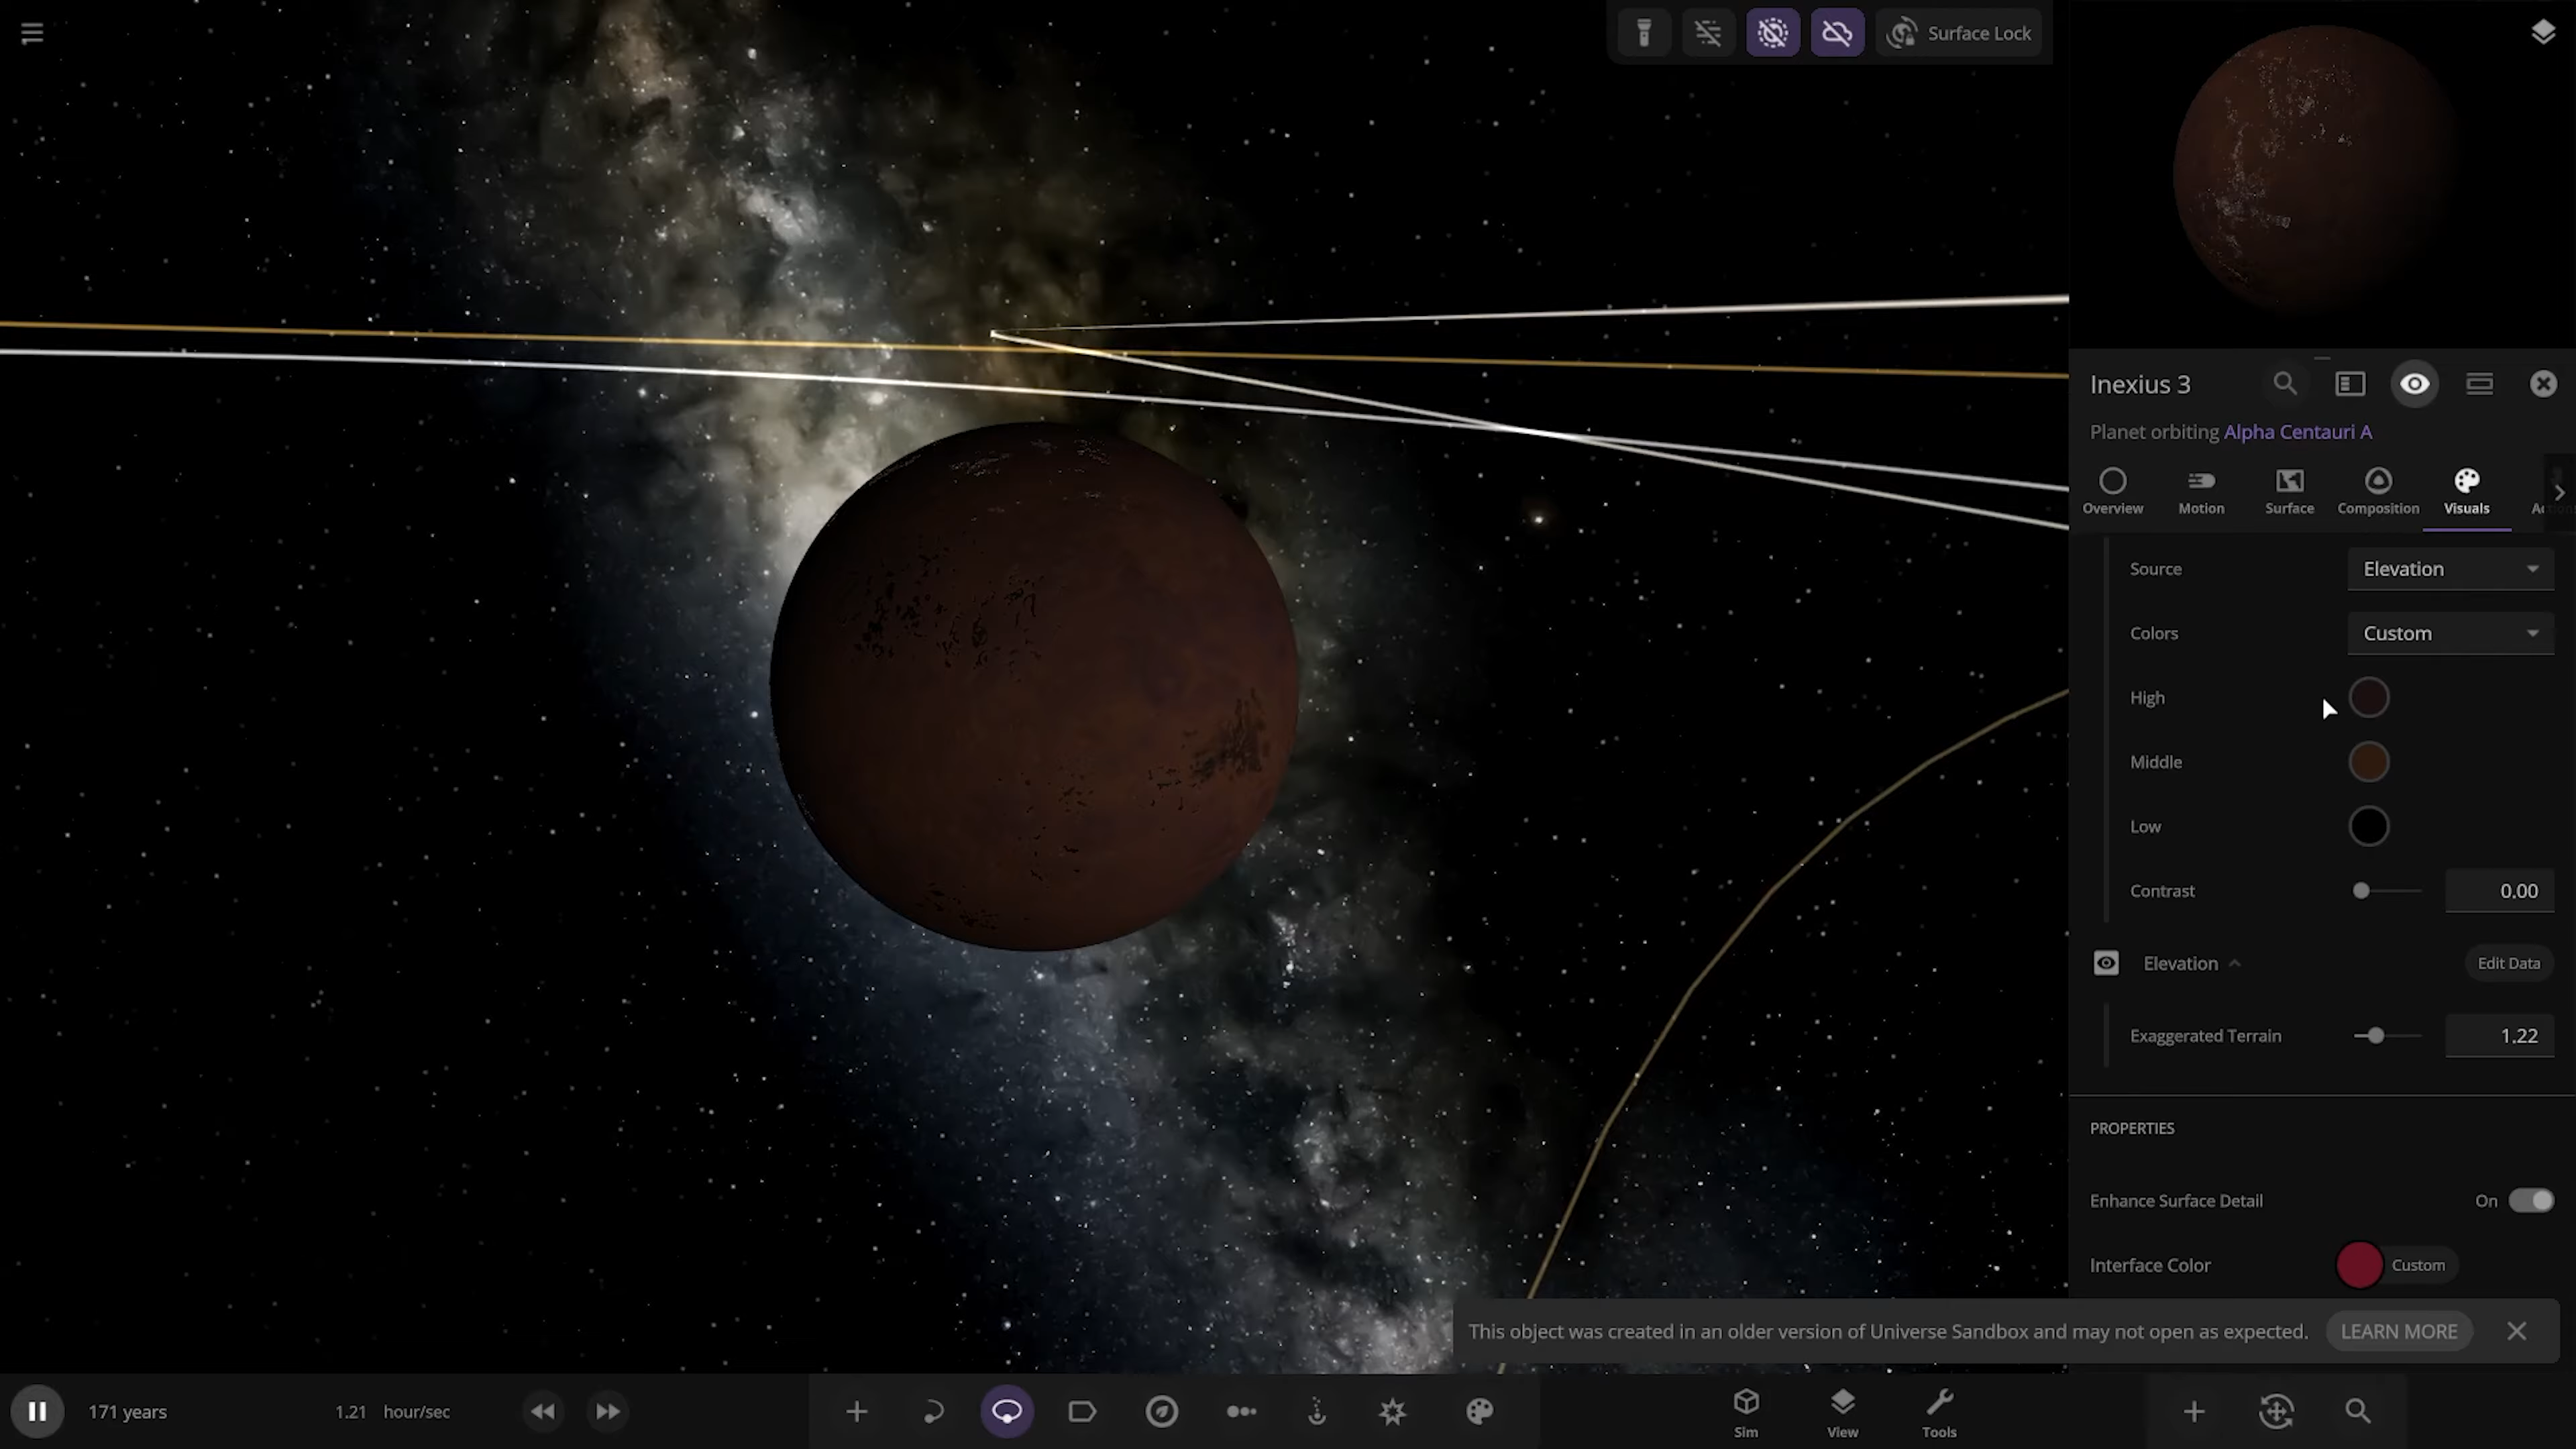 Surface Lock
Inexius 3
Planet orbiting Alpha Centauri A
Overview
Motion
Surface
Composition
Visuals
Source
Elevation
Colors
Custom
High
Middle
Low
Contrast
0.00
Elevation
Edit Data
Exaggerated Terrain
1.22
PROPERTIES
Enhance Surface Detail
On
Interface Color
Custom
This object was created in an older version of Universe Sandbox and may not open as expected.
LEARN MORE
171 years
1.21 hour/sec
Sim
View
Tools